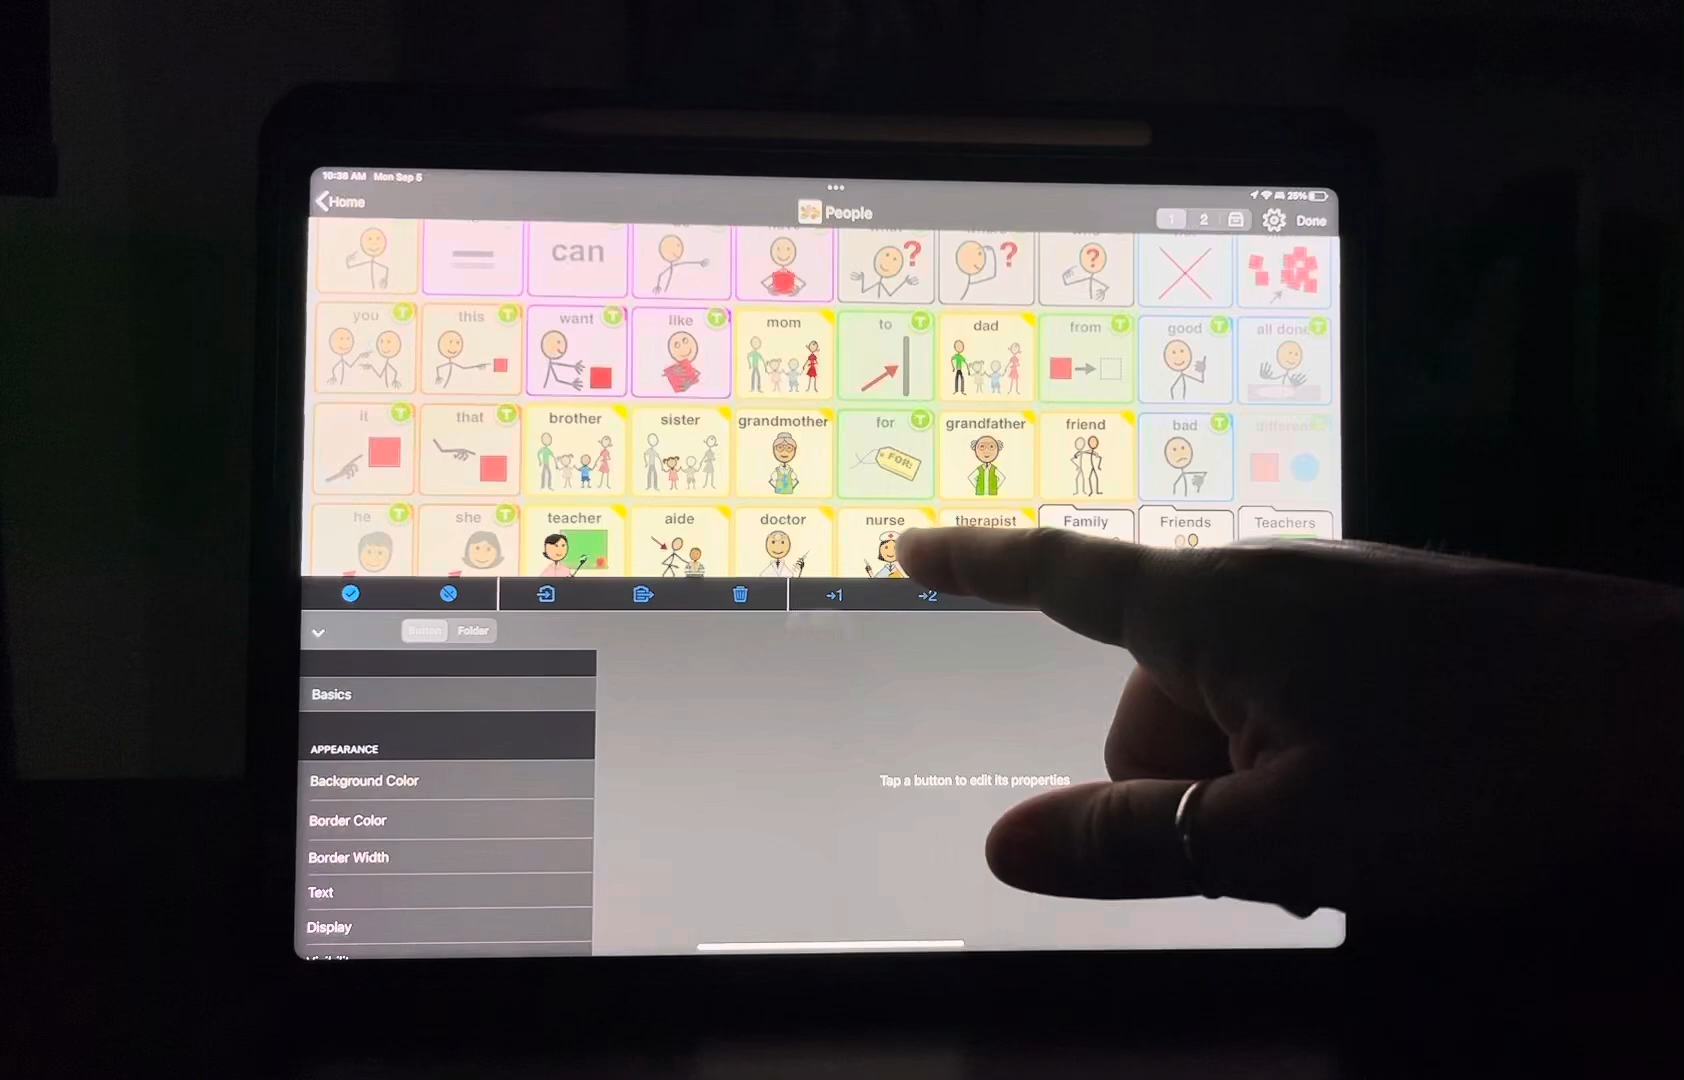 10:38 AM Mon Sep 5
25%
Home
People
1 2
Done
can
you this want like mom to dad from good all done
it that brother sister grandmother for grandfather friend bad different
FOR:
he she teacher aide doctor nurse therapist Family Friends Teachers
→1 →2
Button Folder
Basics
APPEARANCE
Background Color
Tap a button to edit its properties
Border Color
Border Width
Text
Display